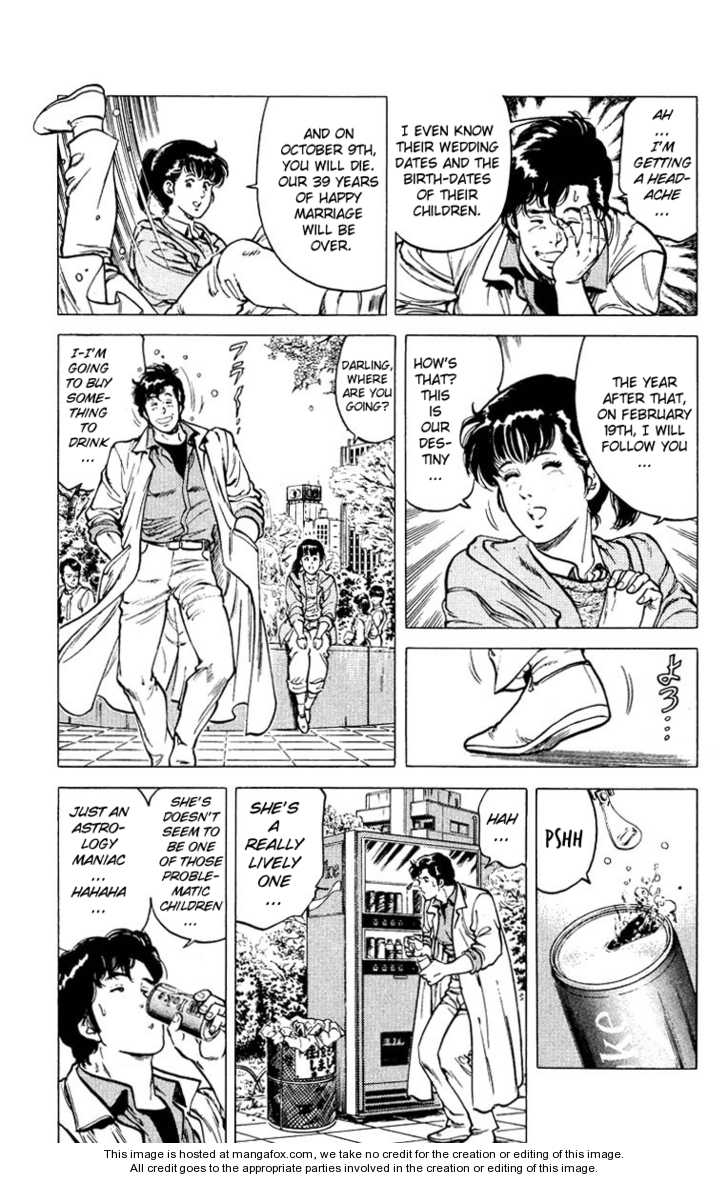 AH
...
I'M
GETTING
A HEAD-
ACHE
...
I EVEN KNOW
THEIR WEDDING
DATES AND THE
BIRTH-DATES
OF THEIR
CHILDREN.
AND ON
OCTOBER 9TH,
YOU WILL DIE.
OUR 39 YEARS
OF HAPPY
MARRIAGE
WILL BE
OVER.
THE YEAR
AFTER THAT,
ON FEBRUARY
19TH, I WILL
FOLLOW YOU
...
HOW'S
THAT?
THIS
IS
OUR
DES-
TINY
...
よろ...
DARLING,
WHERE
ARE YOU
GOING?
フラー
I-I'M
GOING
TO BUY
SOME-
THING
TO
DRINK
...
PSHH
ke
HAH
...
SHE'S
A
REALLY
LIVELY
ONE
...
SHE'S
DOESN'T
SEEM TO
BE ONE
OF THOSE
PROBLE-
MATIC
CHILDREN
...
JUST AN
ASTRO-
LOGY
MANIAC
...
HAHAHA
...
This image is hosted at mangafox.com, we take no credit for the creation or editing of this image.
All credit goes to the appropriate parties involved in the creation or editing of this image.